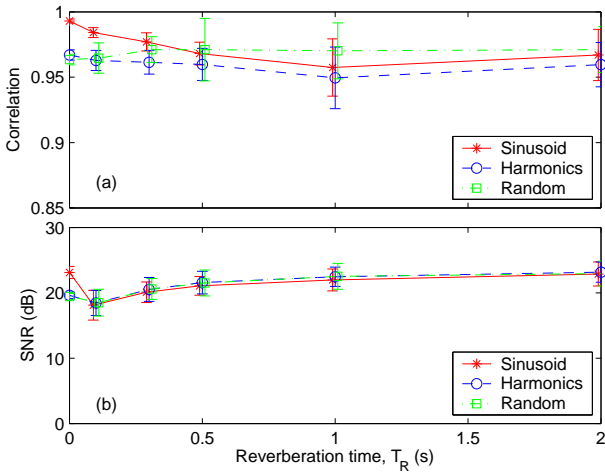 1
0.95
0.9
0.85
Correlation
(a)
Sinusoid
Harmonics
Random
30
20
10
0
SNR (dB)
(b)
Sinusoid
Harmonics
Random
0
0.5
1
1.5
2
Reverberation time, T_R (s)